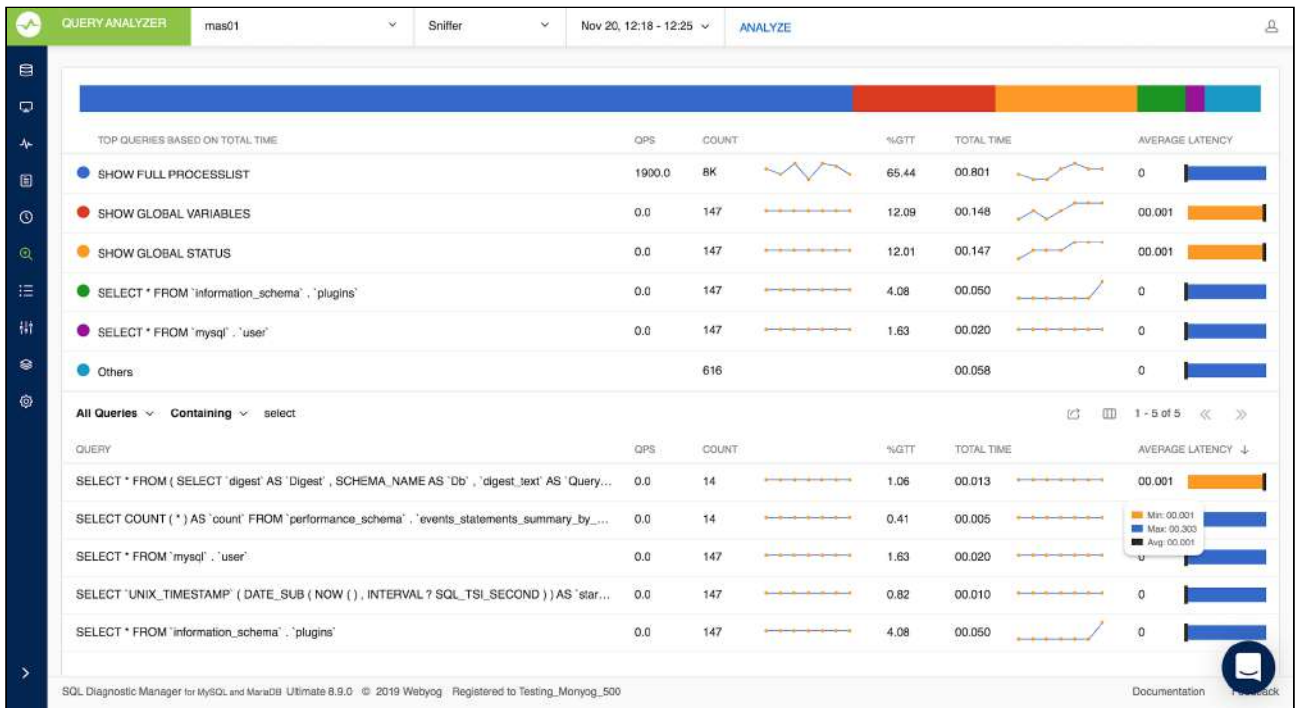 QUERY ANALYZER mas01 Sniffer Nov 20, 12:18 - 12:25 ANALYZE
TOP QUERIES BASED ON TOTAL TIME QPS COUNT %GTT TOTAL TIME AVERAGE LATENCY
SHOW FULL PROCESSLIST 1900.0 8K 65.44 00.801 0
SHOW GLOBAL VARIABLES 0.0 147 12.09 00.148 00.001
SHOW GLOBAL STATUS 0.0 147 12.01 00.147 00.001
SELECT * FROM `information_schema` . `plugins` 0.0 147 4.08 00.050 0
SELECT * FROM `mysql` . `user` 0.0 147 1.63 00.020 0
Others 616 00.058 0
All Queries Containing select 1 - 5 of 5
QUERY QPS COUNT %GTT TOTAL TIME AVERAGE LATENCY ↓
SELECT * FROM ( SELECT `digest` AS `Digest` , SCHEMA_NAME AS `Db` , `digest_text` AS `Query... 0.0 14 1.06 00.013 00.001
SELECT COUNT ( * ) AS `count` FROM `performance_schema` . `events_statements_summary_by_... 0.0 14 0.41 00.005
Min: 00.001
Max: 00.303
Avg: 00.001
SELECT * FROM `mysql` . `user` 0.0 147 1.63 00.020 0
SELECT `UNIX_TIMESTAMP` ( DATE_SUB ( NOW ( ) , INTERVAL ? SQL_TSI_SECOND ) ) AS `star... 0.0 147 0.82 00.010 0
SELECT * FROM `information_schema` . `plugins` 0.0 147 4.08 00.050 0
SQL Diagnostic Manager for MySQL and MariaDB Ultimate 8.9.0 © 2019 Webyog Registered to Testing_Monyog_500 Documentation